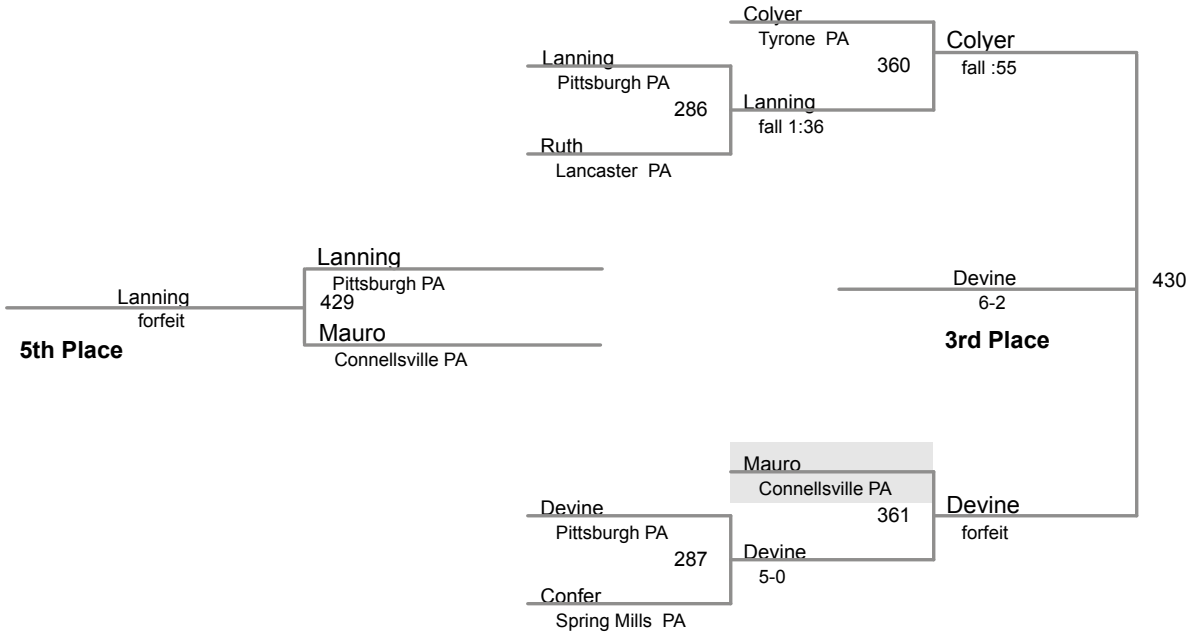 Colyer
Tyrone PA
Colyer
360
fall :55
Lanning
Pittsburgh PA
286
Lanning
fall 1:36
Ruth
Lancaster PA
Lanning
Pittsburgh PA
Lanning
429
forfeit
Mauro
5th Place
Connellsville PA
Devine
430
6-2
3rd Place
Mauro
Connellsville PA
361
Devine
forfeit
Devine
Pittsburgh PA
287
Devine
5-0
Confer
Spring Mills PA